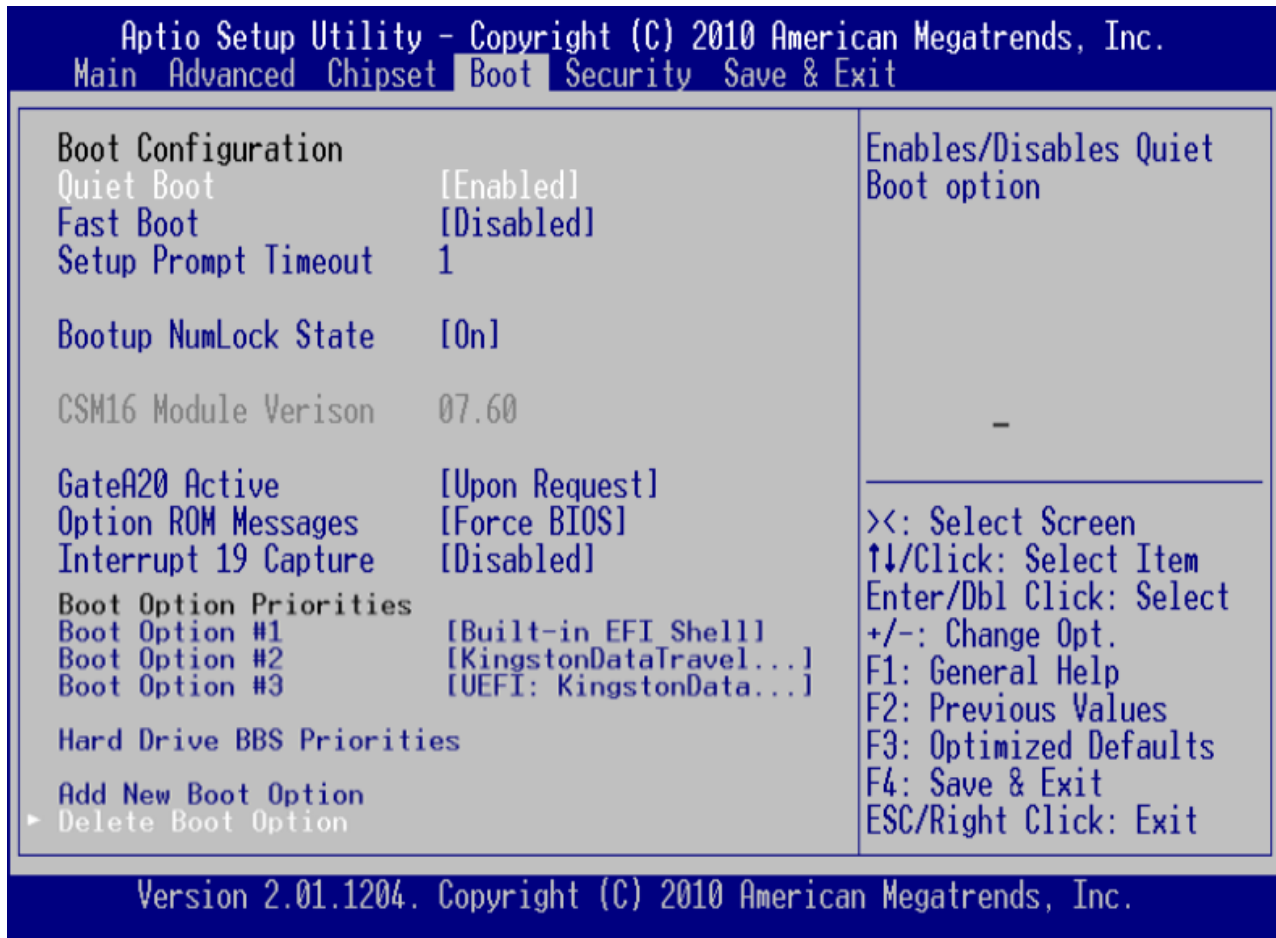 Aptio Setup Utility – Copyright (C) 2010 American Megatrends, Inc.
Main Advanced Chipset Boot Security Save & Exit
Boot Configuration
Quiet Boot [Enabled]
Fast Boot [Disabled]
Setup Prompt Timeout 1
Bootup NumLock State [On]
CSM16 Module Verison 07.60
GateA20 Active [Upon Request]
Option ROM Messages [Force BIOS]
Interrupt 19 Capture [Disabled]
Boot Option Priorities
Boot Option #1 [Built-in EFI Shell]
Boot Option #2 [KingstonDataTravel...]
Boot Option #3 [UEFI: KingstonData...]
Hard Drive BBS Priorities
Add New Boot Option
► Delete Boot Option
Enables/Disables Quiet
Boot option
><: Select Screen
↑↓/Click: Select Item
Enter/Dbl Click: Select
+/-: Change Opt.
F1: General Help
F2: Previous Values
F3: Optimized Defaults
F4: Save & Exit
ESC/Right Click: Exit
Version 2.01.1204. Copyright (C) 2010 American Megatrends, Inc.